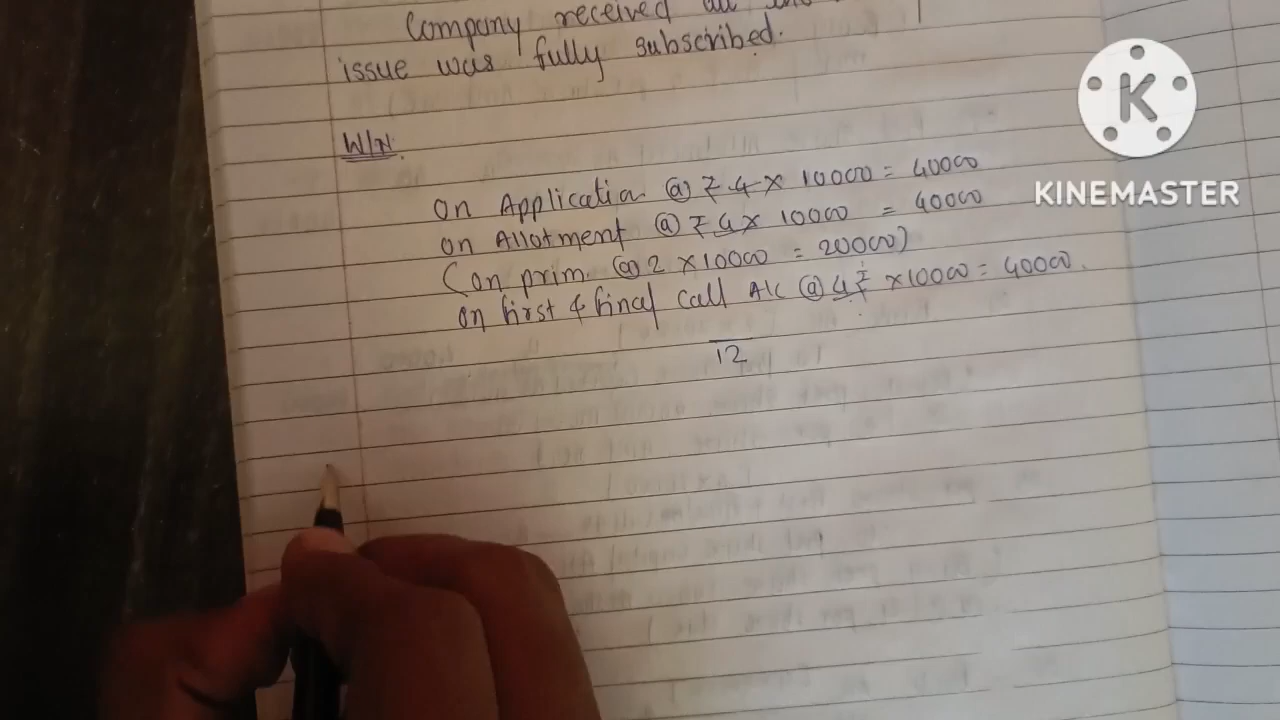 Company received all
issue was fully subscribed.
W/N.
On Application @ ₹ 4 × 10000 = 40000
on Allotment @ ₹ 4 × 10000 = 40000
(on prim. @ 2 × 10000 = 20000)
on first & final call A/c @ 4 ₹ × 10000 = 40000.
12
K
KINEMASTER